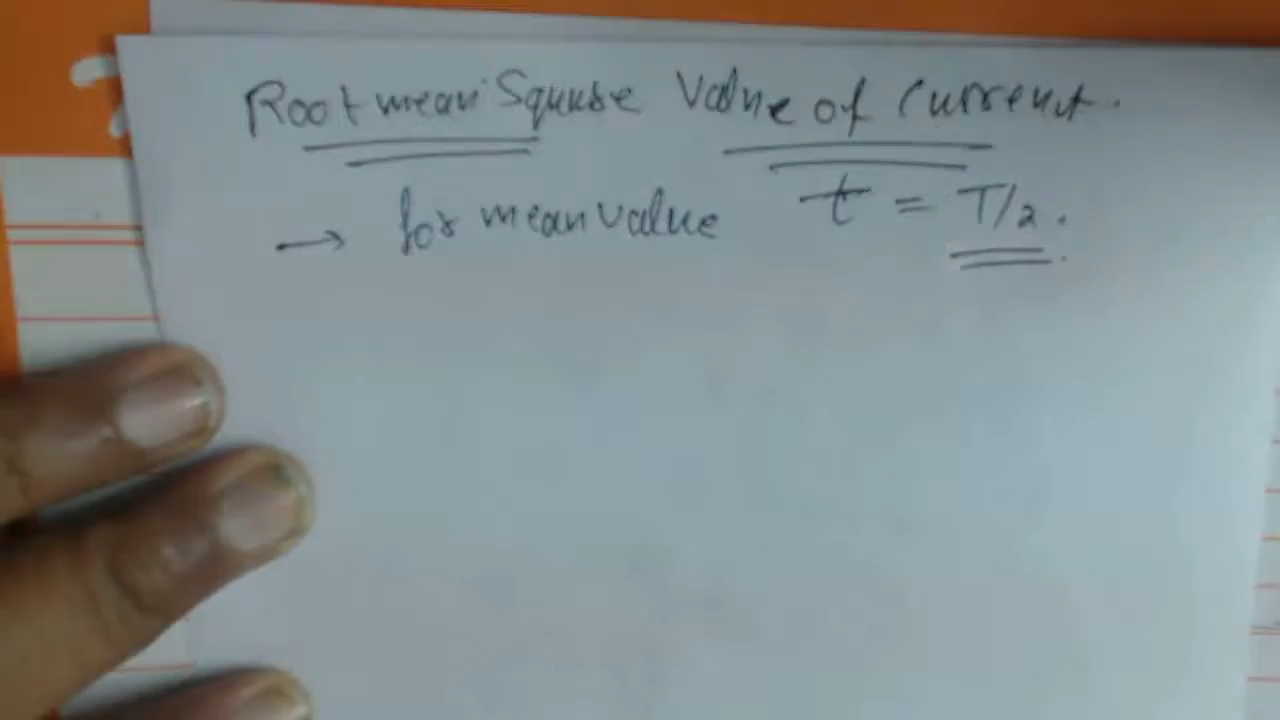 Root mean Square Value of Current.
→ for mean value t = T/2.